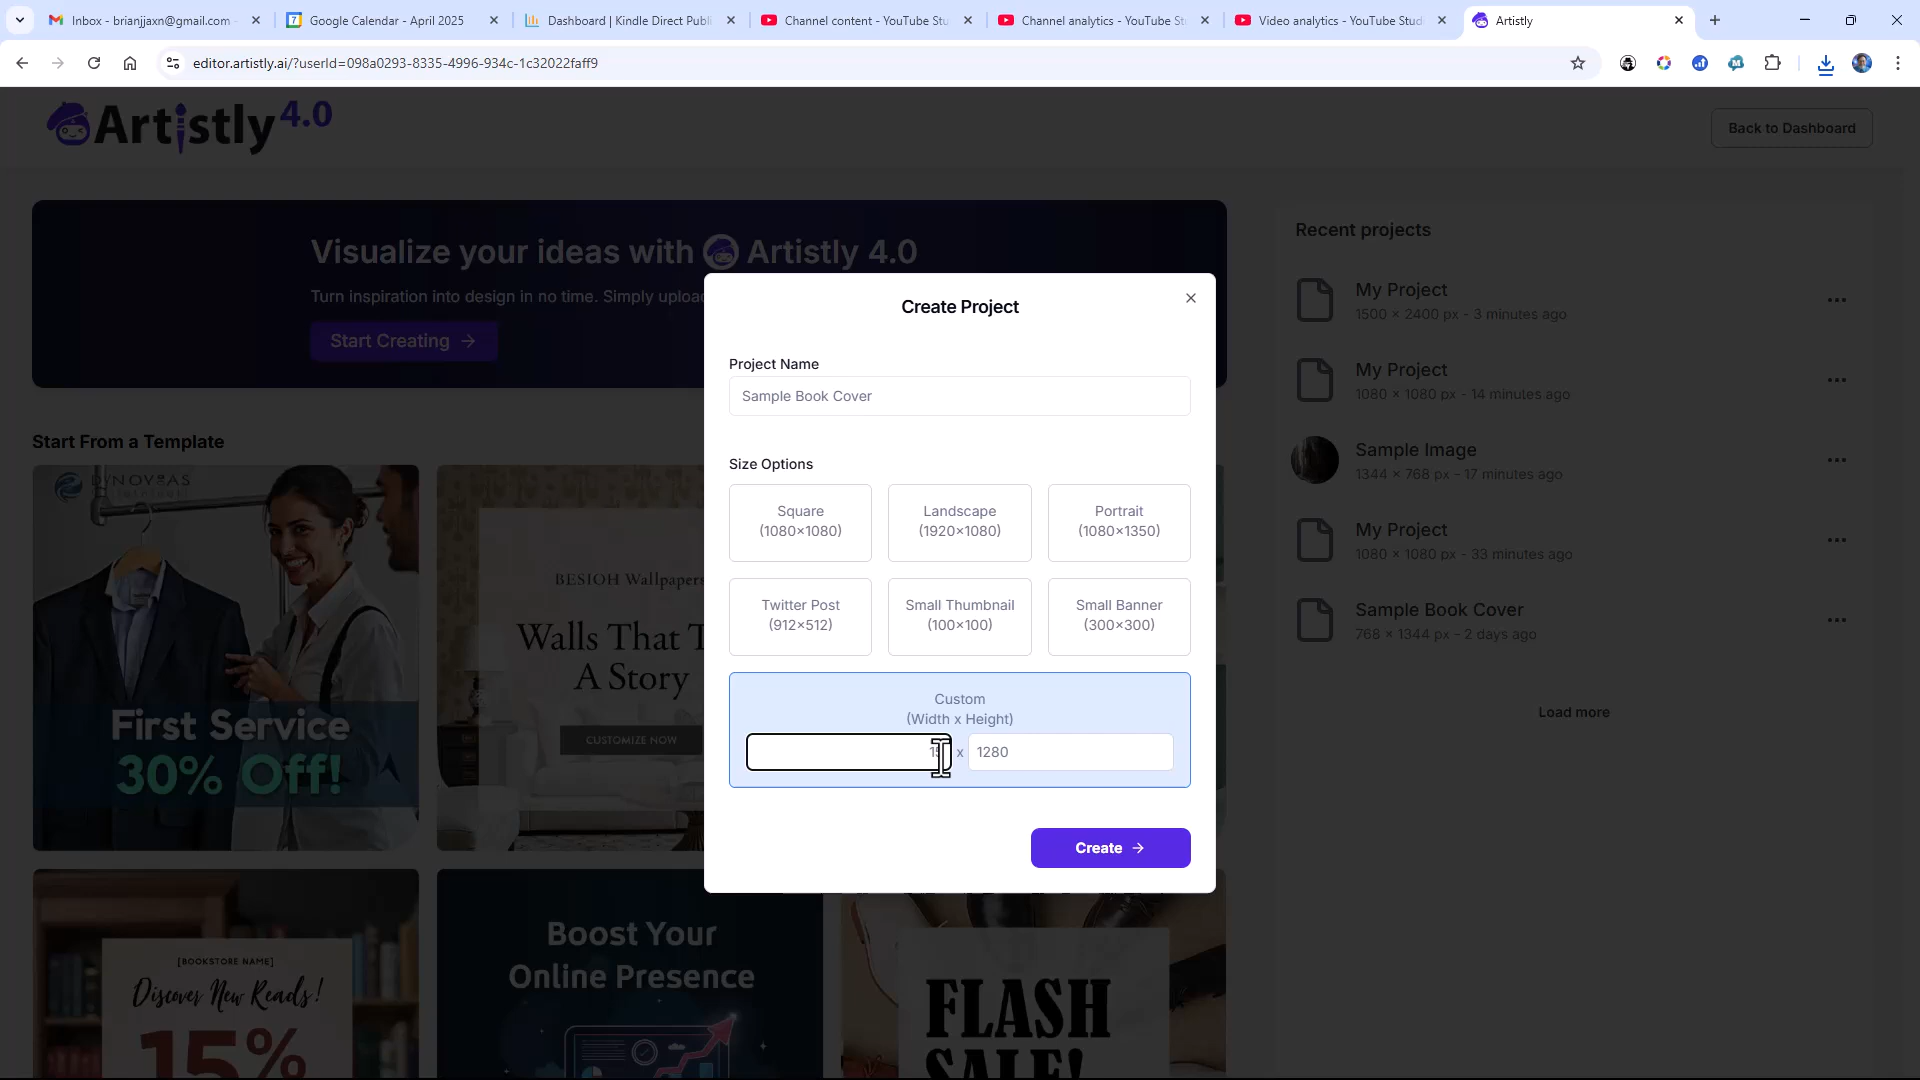 Inbox - brianjjaxn@gmail.com -
Google Calendar - April 2025
Dashboard | Kindle Direct Publi
Channel content - YouTube Stu
Channel analytics - YouTube St
Video analytics - YouTube Studi
Artistly
editor.artistly.ai/?userId=098a0293-8335-4996-934c-1c32022faff9
Artistly 4.0
Back to Dashboard
Visualize your ideas with Artistly 4.0
Turn inspiration into design in no time. Simply uploa
Start Creating
Start From a Template
First Service
30% Off!
BESIOH Wallpapers
Walls That T
A Story
CUSTOMIZE NOW
[BOOKSTORE NAME]
Discover New Reads!
15%
Boost Your
Online Presence
FLASH
SALE!
Create Project
Project Name
Sample Book Cover
Size Options
Square
(1080×1080)
Landscape
(1920×1080)
Portrait
(1080×1350)
Twitter Post
(912×512)
Small Thumbnail
(100×100)
Small Banner
(300×300)
Custom
(Width x Height)
x 1280
Create
Recent projects
My Project
1500 × 2400 px - 3 minutes ago
My Project
1080 × 1080 px - 14 minutes ago
Sample Image
1344 × 768 px - 17 minutes ago
My Project
1080 × 1080 px - 33 minutes ago
Sample Book Cover
768 × 1344 px - 2 days ago
Load more